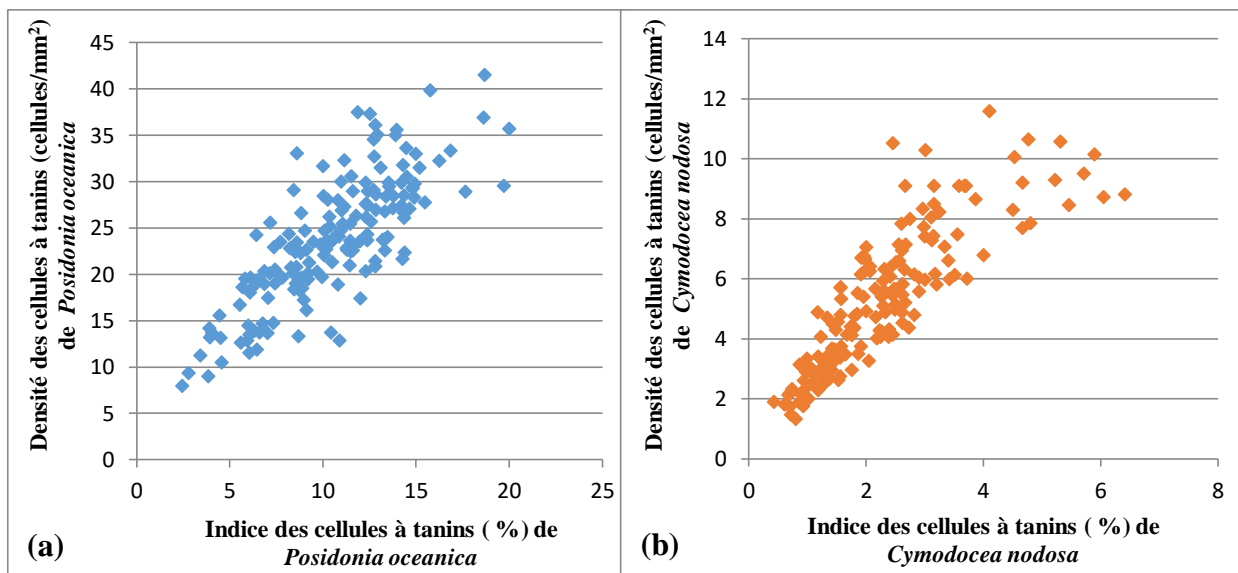 Densité des cellules à tanins (cellules/mm²)
de Posidonia oceanica
45
40
35
30
25
20
15
10
5
0
0 5 10 15 20 25
(a)
Indice des cellules à tanins ( %) de
Posidonia oceanica
Densité des cellules à tanins (cellules/mm²)
de Cymodocea nodosa
14
12
10
8
6
4
2
0
0 2 4 6 8
(b)
Indice des cellules à tanins ( %) de
Cymodocea nodosa